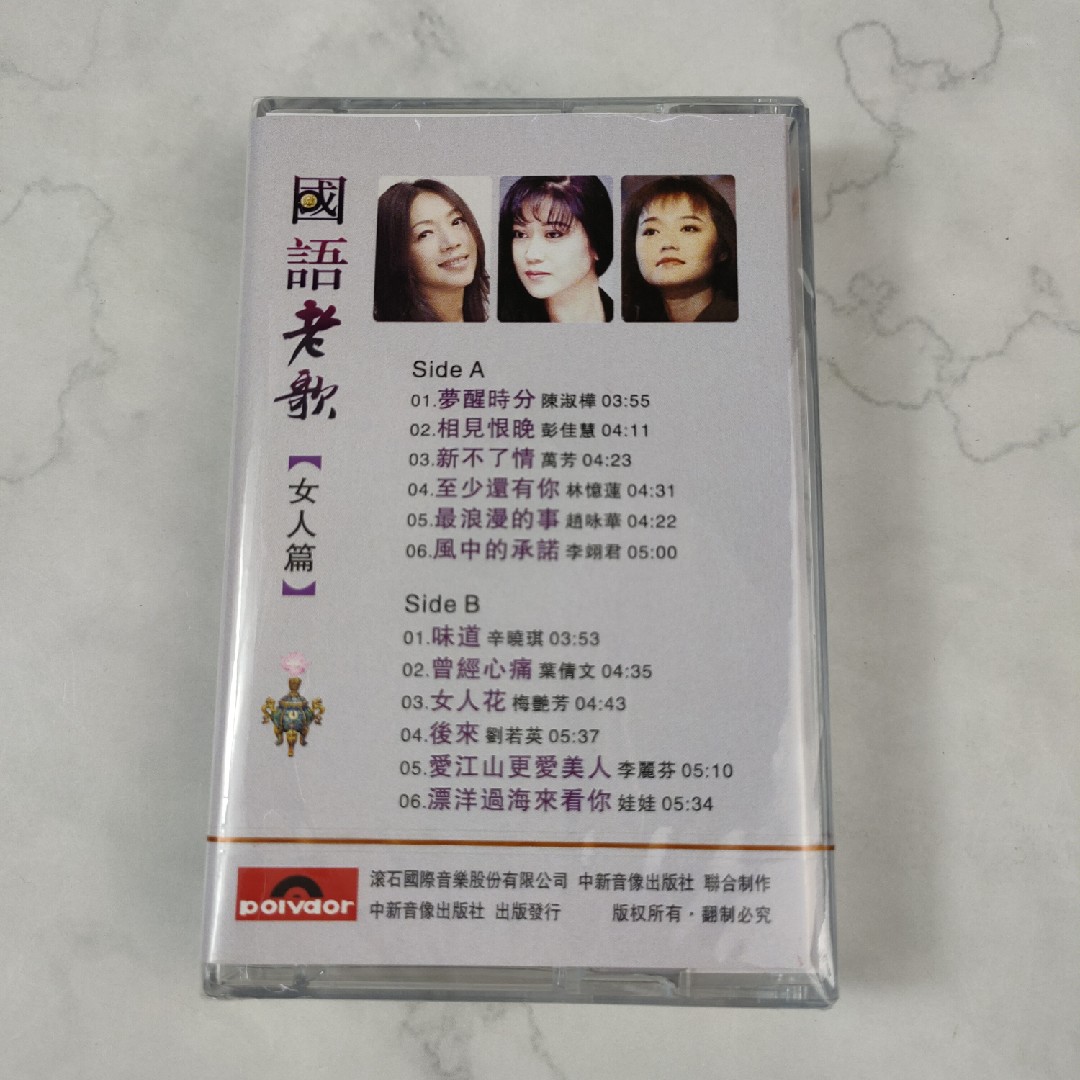 國語老歌
【女人篇】
Side A
01.夢醒時分 陳淑樺 03:55
02.相見恨晚 彭佳慧 04:11
03.新不了情 萬芳 04:23
04.至少還有你 林憶蓮 04:31
05.最浪漫的事 趙咏華 04:22
06.風中的承諾 李翊君 05:00
Side B
01.味道 辛曉琪 03:53
02.曾經心痛 葉倩文 04:35
03.女人花 梅艷芳 04:43
04.後來 劉若英 05:37
05.愛江山更愛美人 李麗芬 05:10
06.漂洋過海來看你 娃娃 05:34
poivdor
滾石國際音樂股份有限公司 中新音像出版社 聯合制作
中新音像出版社 出版發行 版权所有·翻制必究